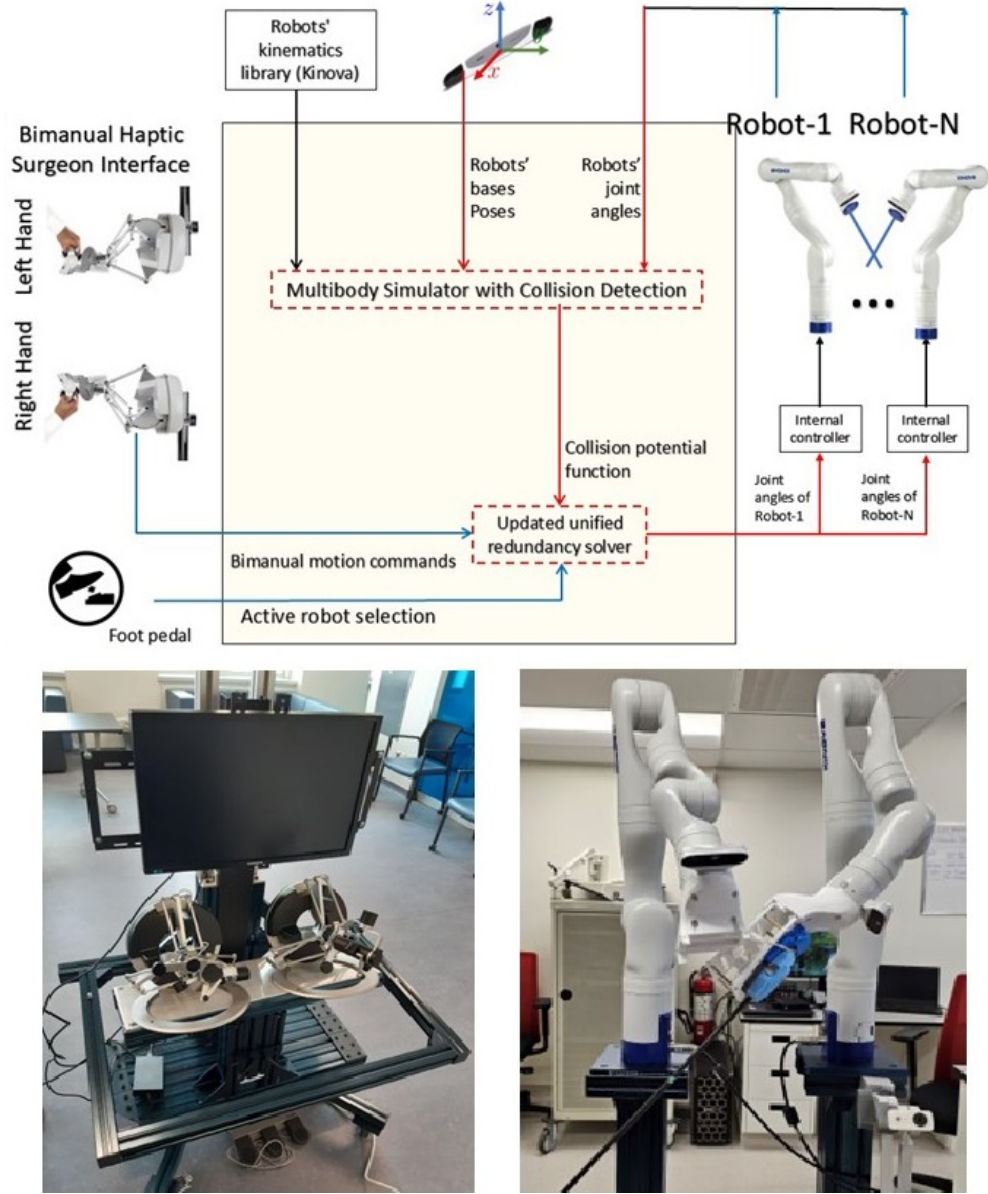 Robots'
kinematics
library (Kinova)
z
y
x
Robot-1 Robot-N
Bimanual Haptic
Surgeon Interface
Left Hand
Right Hand
Robots’
bases
Poses
Robots’
joint
angles
Multibody Simulator with Collision Detection
Internal
controller
Internal
controller
Collision potential
function
Joint
angles of
Robot-1
Joint
angles of
Robot-N
Updated unified
redundancy solver
Bimanual motion commands
Active robot selection
Foot pedal